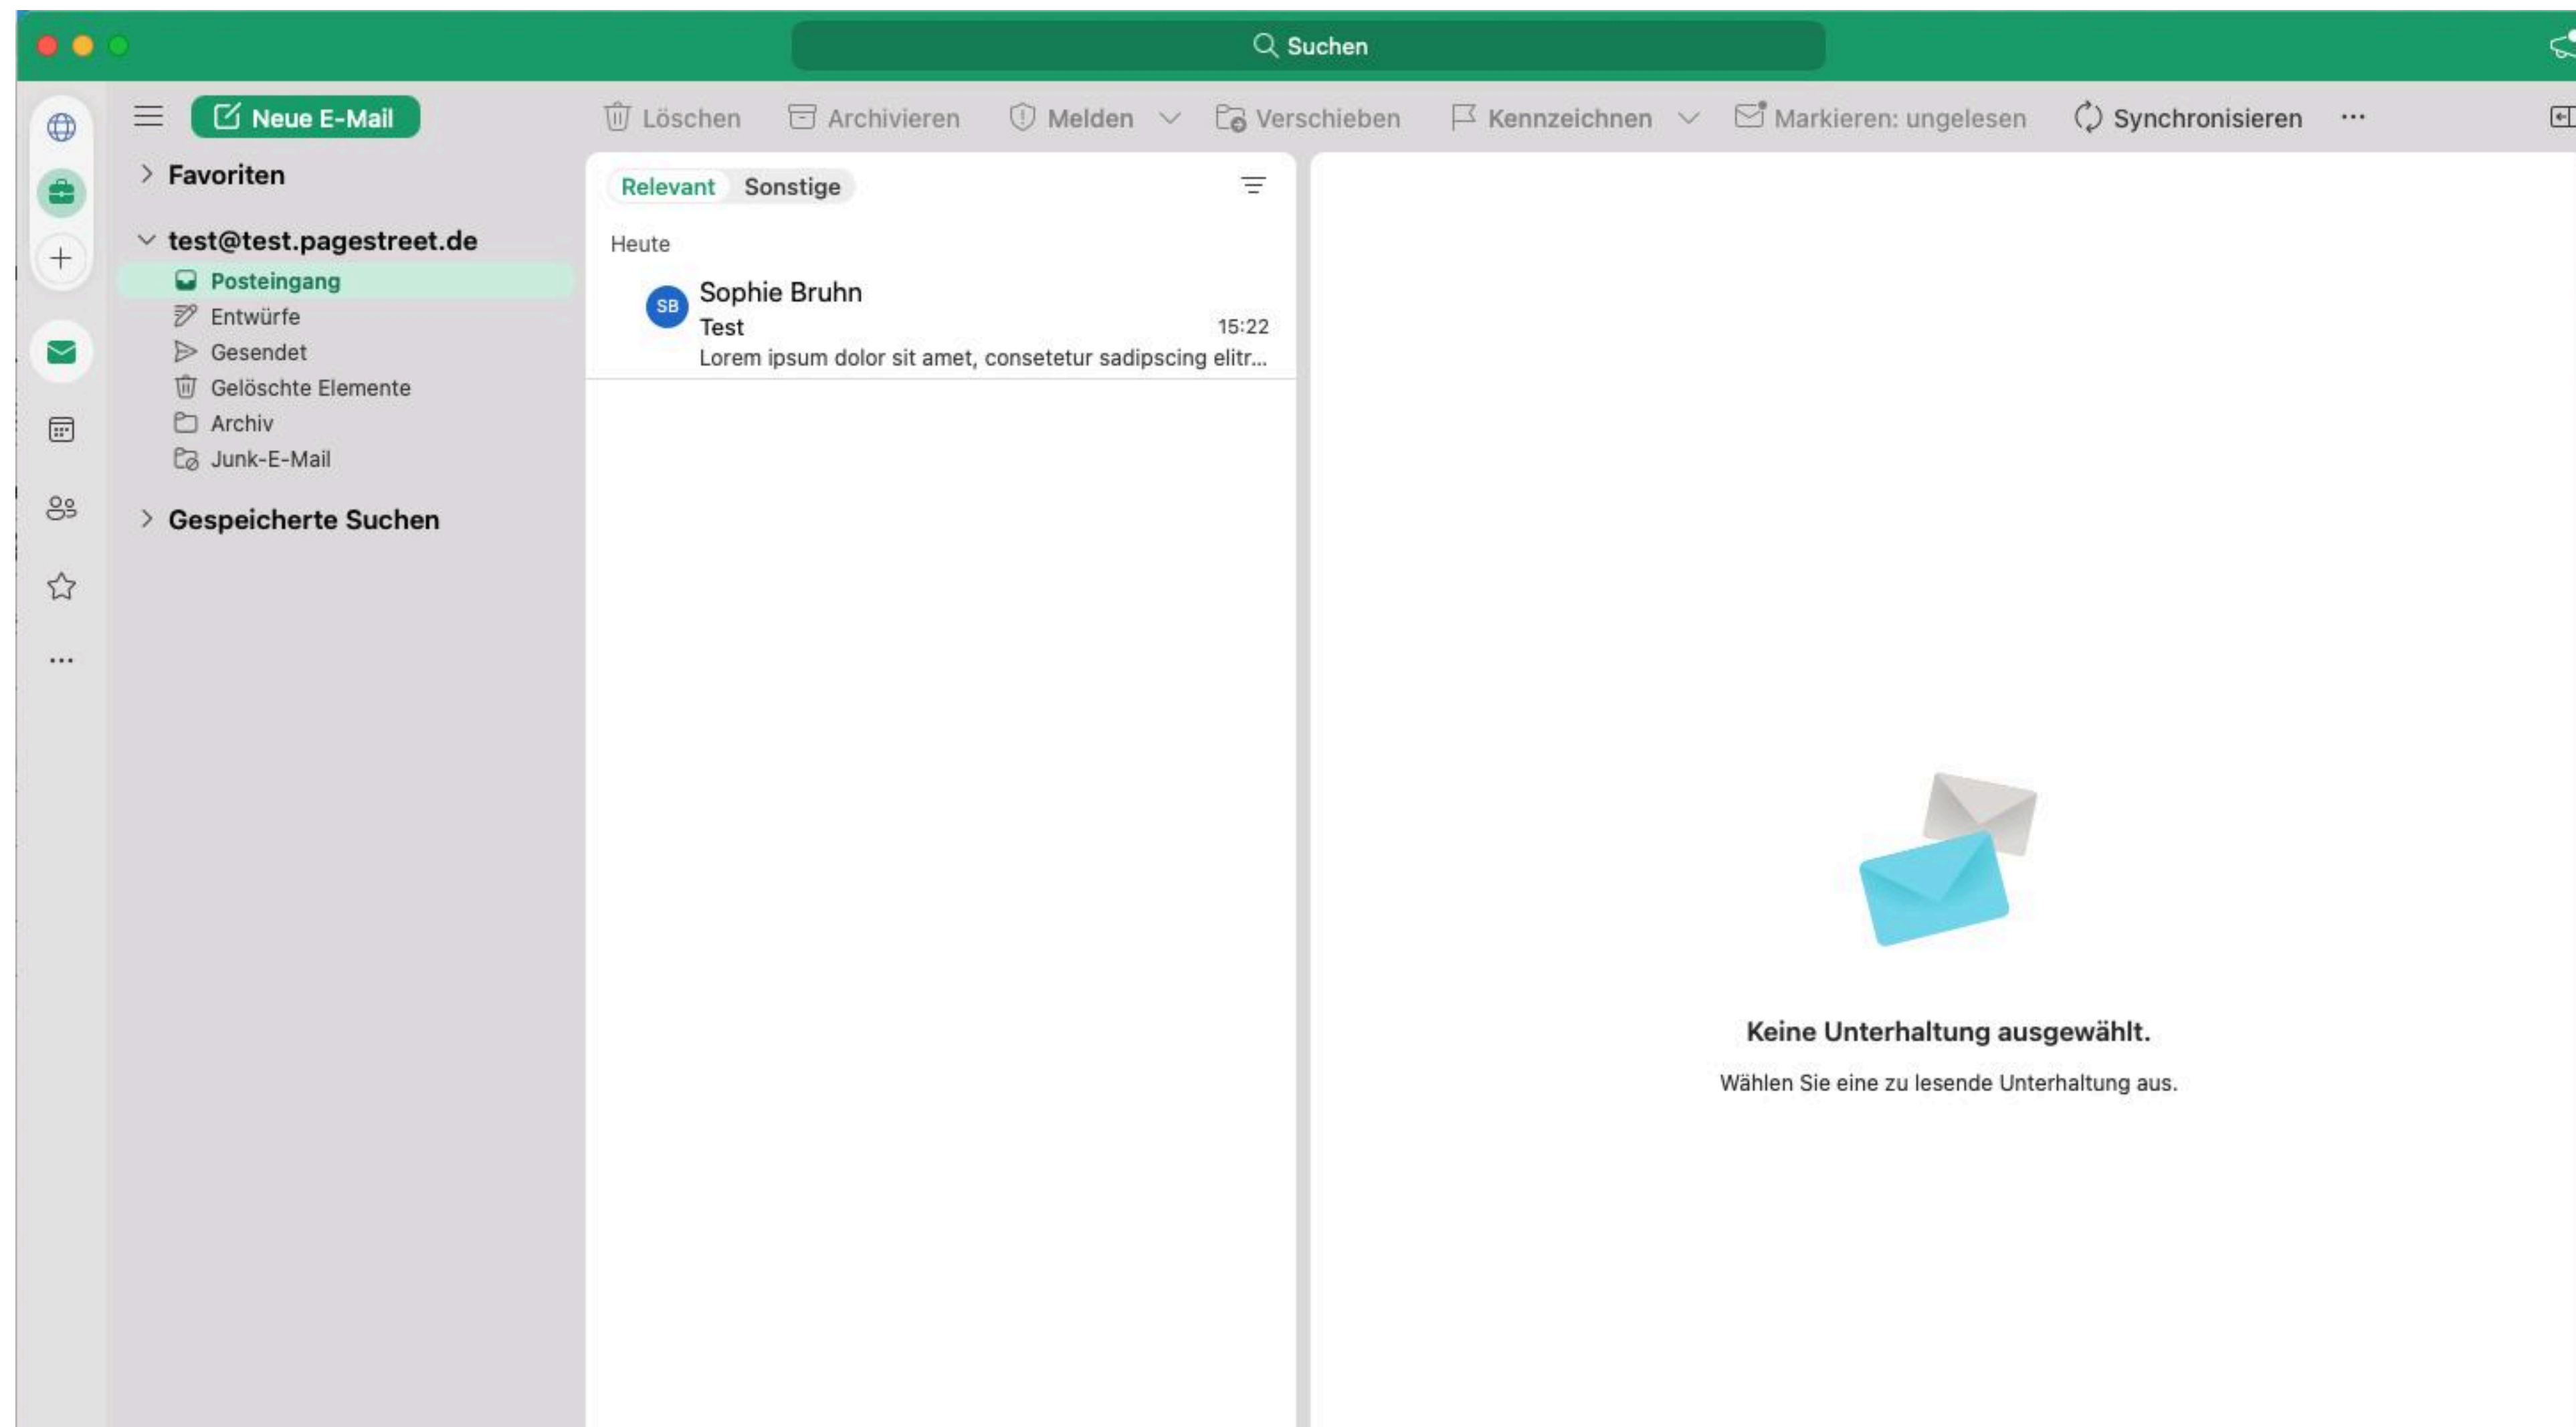 Suchen
Neue E-Mail
Löschen Archivieren Melden Verschieben Kennzeichnen Markieren: ungelesen Synchronisieren ...
Favoriten
test@test.pagestreet.de
Posteingang
Entwürfe
Gesendet
Gelöschte Elemente
Archiv
Junk-E-Mail
Gespeicherte Suchen
Relevant Sonstige
Heute
SB
Sophie Bruhn
Test 15:22
Lorem ipsum dolor sit amet, consetetur sadipscing elitr...
Keine Unterhaltung ausgewählt.
Wählen Sie eine zu lesende Unterhaltung aus.